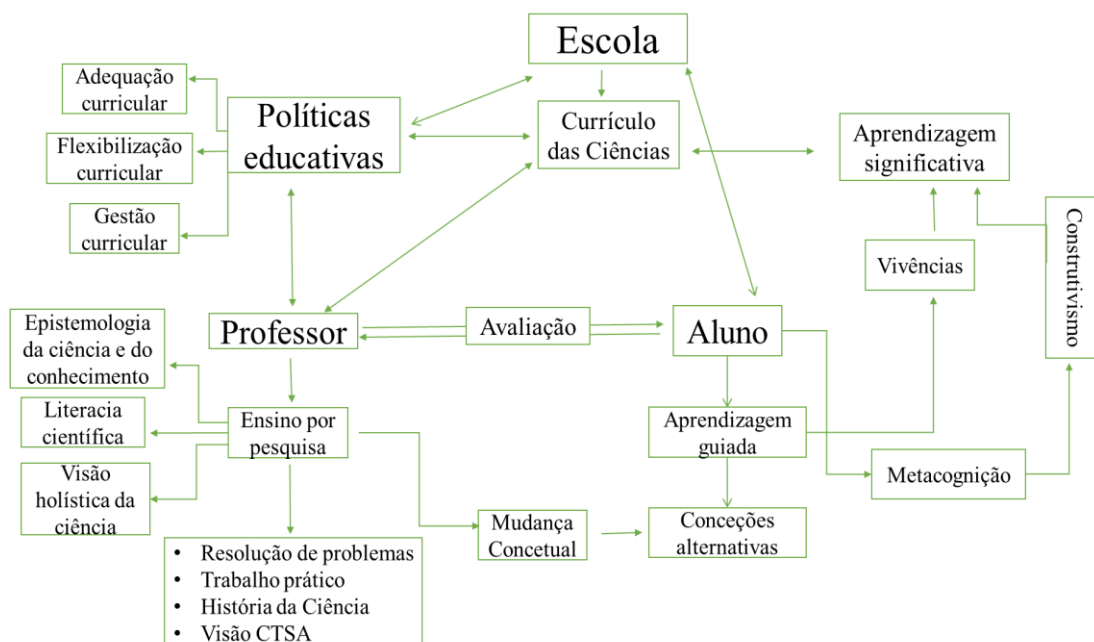 Escola
Adequação
curricular
Políticas
educativas
Currículo
das Ciências
Aprendizagem
significativa
Flexibilização
curricular
Gestão
curricular
Vivências
Construtivismo
Epistemologia
da ciência e do
conhecimento
Professor
Avaliação
Aluno
Literacia
científica
Ensino por
pesquisa
Aprendizagem
guiada
Metacognição
Visão
holística da
ciência
Mudança
Concetual
Conceções
alternativas
• Resolução de problemas
• Trabalho prático
• História da Ciência
• Visão CTSA